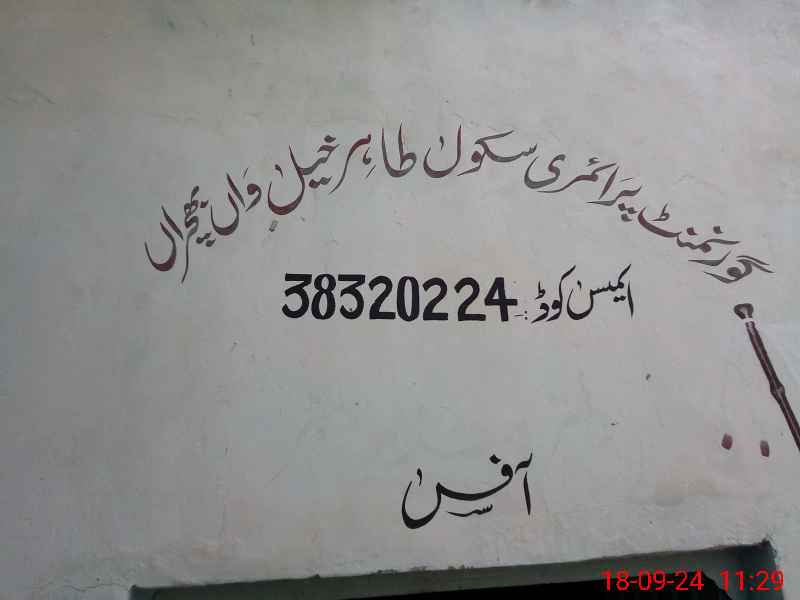 گورنمنٹ پرائمری سکول طاہر خیل واں بھچراں
ایمیس کوڈ: 38320224
آفس
18-09-24 11:29